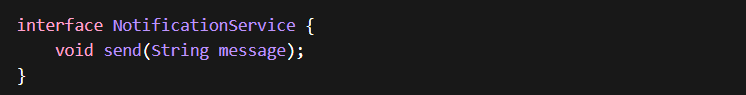 interface NotificationService {
    void send(String message);
}